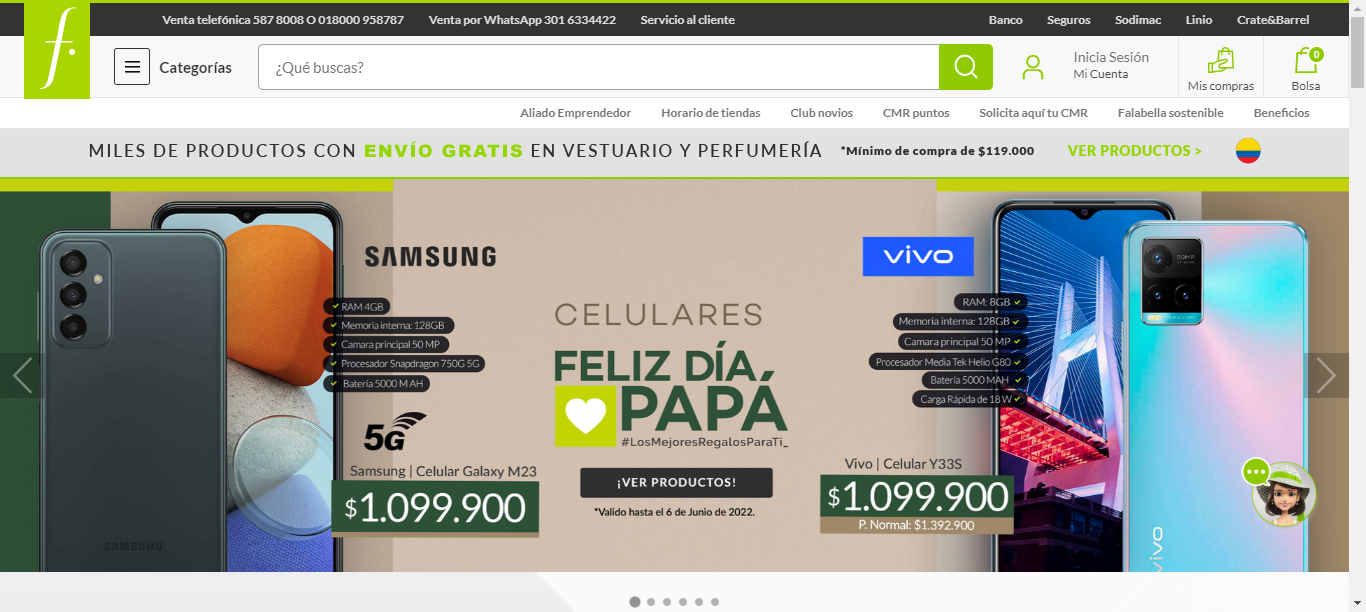 Venta telefónica 587 8008 O 018000 958787
Venta por WhatsApp 301 6334422
Servicio al cliente
Banco
Seguros
Sodimac
Linio
Crate&Barrel
f.
Categorías
¿Qué buscas?
Inicia Sesión
Mi Cuenta
Mis compras
0
Bolsa
Aliado Emprendedor
Horario de tiendas
Club novios
CMR puntos
Solicita aquí tu CMR
Falabella sostenible
Beneficios
MILES DE PRODUCTOS CON ENVÍO GRATIS EN VESTUARIO Y PERFUMERÍA
*Mínimo de compra de $119.000
VER PRODUCTOS >
SAMSUNG
RAM 4GB
Memoria interna: 128GB
Camara principal 50 MP
Procesador Snapdragon 750G 5G
Batería 5000 M AH
5G
Samsung | Celular Galaxy M23
$1.099.900
SAMSUNG
CELULARES
FELIZ DÍA
PAPÁ
#LosMejoresRegalosParaTi_
¡VER PRODUCTOS!
*Valido hasta el 6 de Junio de 2022.
vivo
RAM: 8GB
Memoria interna: 128GB
Camara principal 50 MP
Procesador Media Tek Helio G80
Batería 5000 MAH
Carga Rápida de 18 W
Vivo | Celular Y33S
$1.099.900
P. Normal: $1.392.900
50MP
vivo